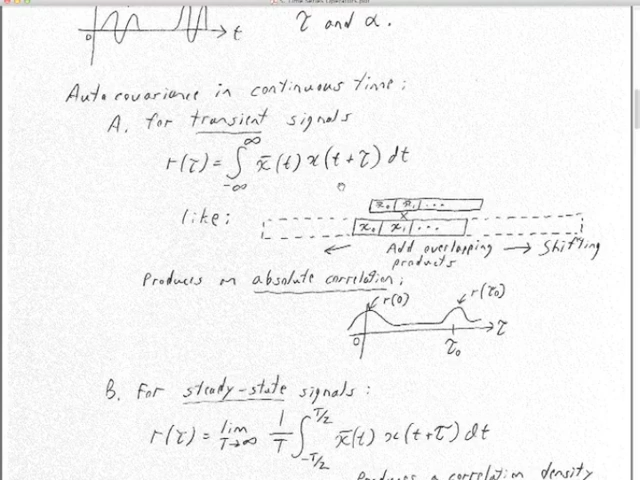 τ and α.
0 t
Autocovariance in continuous time:
A. for transient signals
r(τ) = ∫_{-∞}^{∞} x̄(t) x(t+τ) dt
x₀ x₁ ...
like: x
x₀ x₁ ...
← Add overlapping → Shifting
products
Produces an absolute correlation:
r(0) r(τ₀)
0 τ₀ τ
B. For steady-state signals:
r(τ) = lim_{T→∞} 1/T ∫_{-T/2}^{T/2} x̄(t) x(t+τ) dt
Produces a correlation density